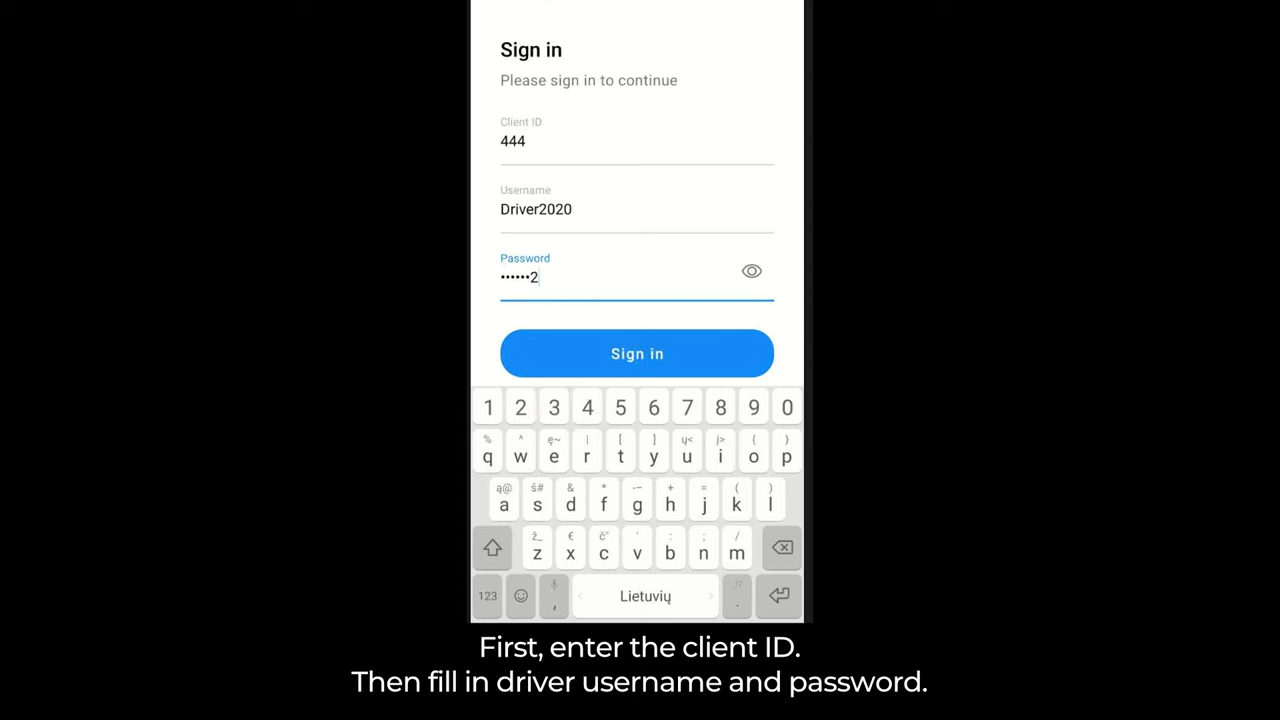 Sign in
Please sign in to continue
Client ID
444
Username
Driver2020
Password
••••••2
Sign in
1 2 3 4 5 6 7 8 9 0
% ^ ę~ | [ ] ų< į> { }
q w e r t y u i o p
ą@ š# & * -– + = ( )
a s d f g h j k l
ž_ € č" ' : ; /
z x c v b n m
,!?
123 , Lietuvių .
First, enter the client ID.
Then fill in driver username and password.